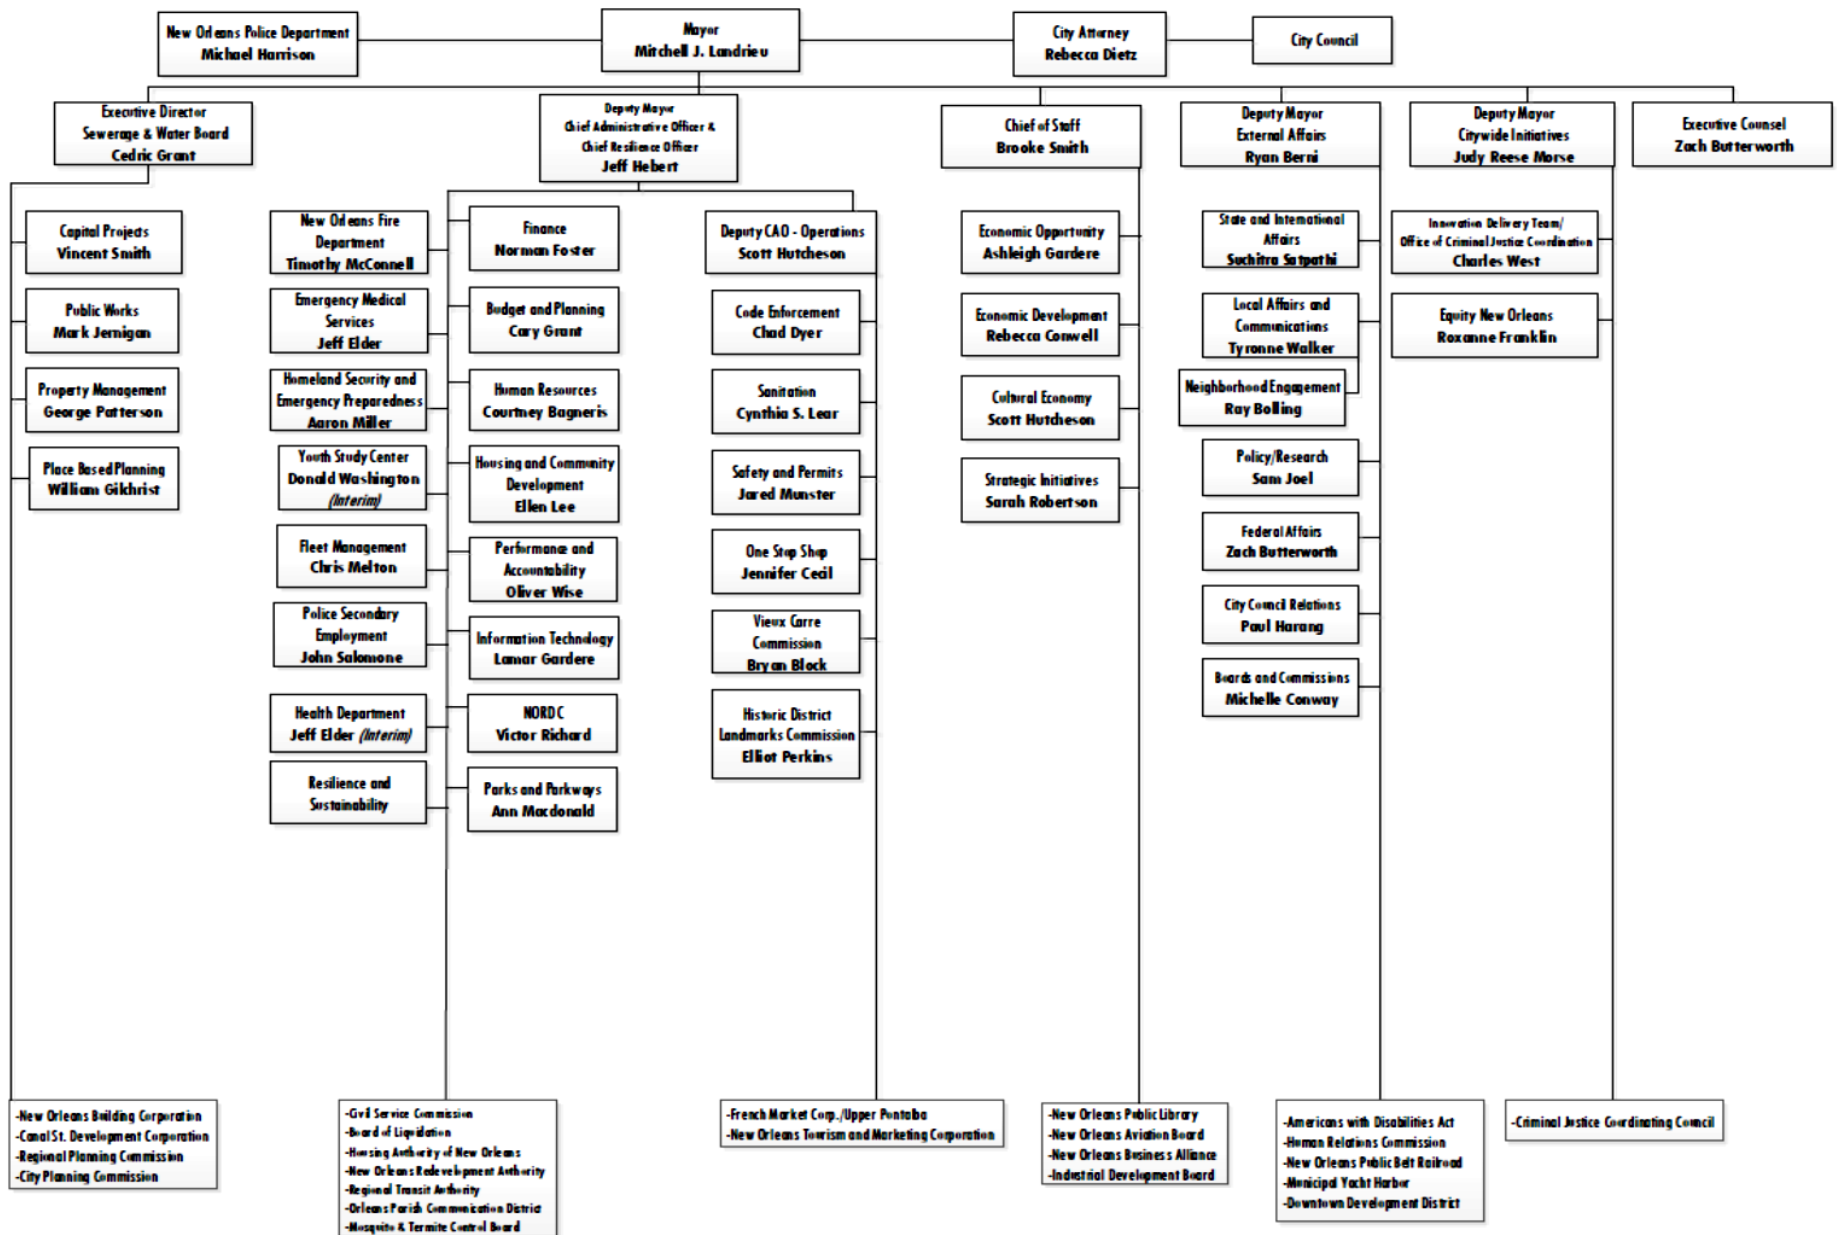 New Orleans Police Department
Michael Harrison
Mayor
Mitchell J. Landrieu
City Attorney
Rebecca Dietz
City Council
Executive Director
Sewerage & Water Board
Cedric Grant
Deputy Mayor
Chief Administrative Officer &
Chief Resilience Officer
Jeff Hebert
Chief of Staff
Brooke Smith
Deputy Mayor
External Affairs
Ryan Berni
Deputy Mayor
Citywide Initiatives
Judy Reese Morse
Executive Counsel
Zach Butterworth
Capital Projects
Vincent Smith
Public Works
Mark Jernigan
Property Management
George Patterson
Place Based Planning
William Gilchrist
New Orleans Fire
Department
Timothy McConnell
Emergency Medical
Services
Jeff Elder
Homeland Security and
Emergency Preparedness
Aaron Miller
Youth Study Center
Donald Washington
(Interim)
Fleet Management
Chris Melton
Police Secondary
Employment
John Salomone
Health Department
Jeff Elder (Interim)
Resilience and
Sustainability
Finance
Norman Foster
Budget and Planning
Cary Grant
Human Resources
Courtney Bagneris
Housing and Community
Development
Ellen Lee
Performance and
Accountability
Oliver Wise
Information Technology
Lamar Gardere
NORDC
Victor Richard
Parks and Parkways
Ann Macdonald
Deputy CAO - Operations
Scott Hutcheson
Code Enforcement
Chad Dyer
Sanitation
Cynthia S. Lear
Safety and Permits
Jared Munster
One Stop Shop
Jennifer Cecil
Vieux Carre
Commission
Bryan Block
Historic District
Landmarks Commission
Elliot Perkins
Economic Opportunity
Ashleigh Gardere
Economic Development
Rebecca Conwell
Cultural Economy
Scott Hutcheson
Strategic Initiatives
Sarah Robertson
State and International
Affairs
Suchitra Satpathi
Local Affairs and
Communications
Tyronne Walker
Neighborhood Engagement
Ray Bolling
Policy/Research
Sam Joel
Federal Affairs
Zach Butterworth
City Council Relations
Paul Harang
Boards and Commissions
Michelle Conway
Innovation Delivery Team/
Office of Criminal Justice Coordination
Charles West
Equity New Orleans
Roxanne Franklin
-New Orleans Building Corporation
-Canal St. Development Corporation
-Regional Planning Commission
-City Planning Commission
-Civil Service Commission
-Board of Liquidation
-Housing Authority of New Orleans
-New Orleans Redevelopment Authority
-Regional Transit Authority
-Orleans Parish Communication District
-Mosquito & Termite Control Board
-French Market Corp./Upper Pontalba
-New Orleans Tourism and Marketing Corporation
-New Orleans Public Library
-New Orleans Aviation Board
-New Orleans Business Alliance
-Industrial Development Board
-Americans with Disabilities Act
-Human Relations Commission
-New Orleans Public Belt Railroad
-Municipal Yacht Harbor
-Downtown Development District
-Criminal Justice Coordinating Council